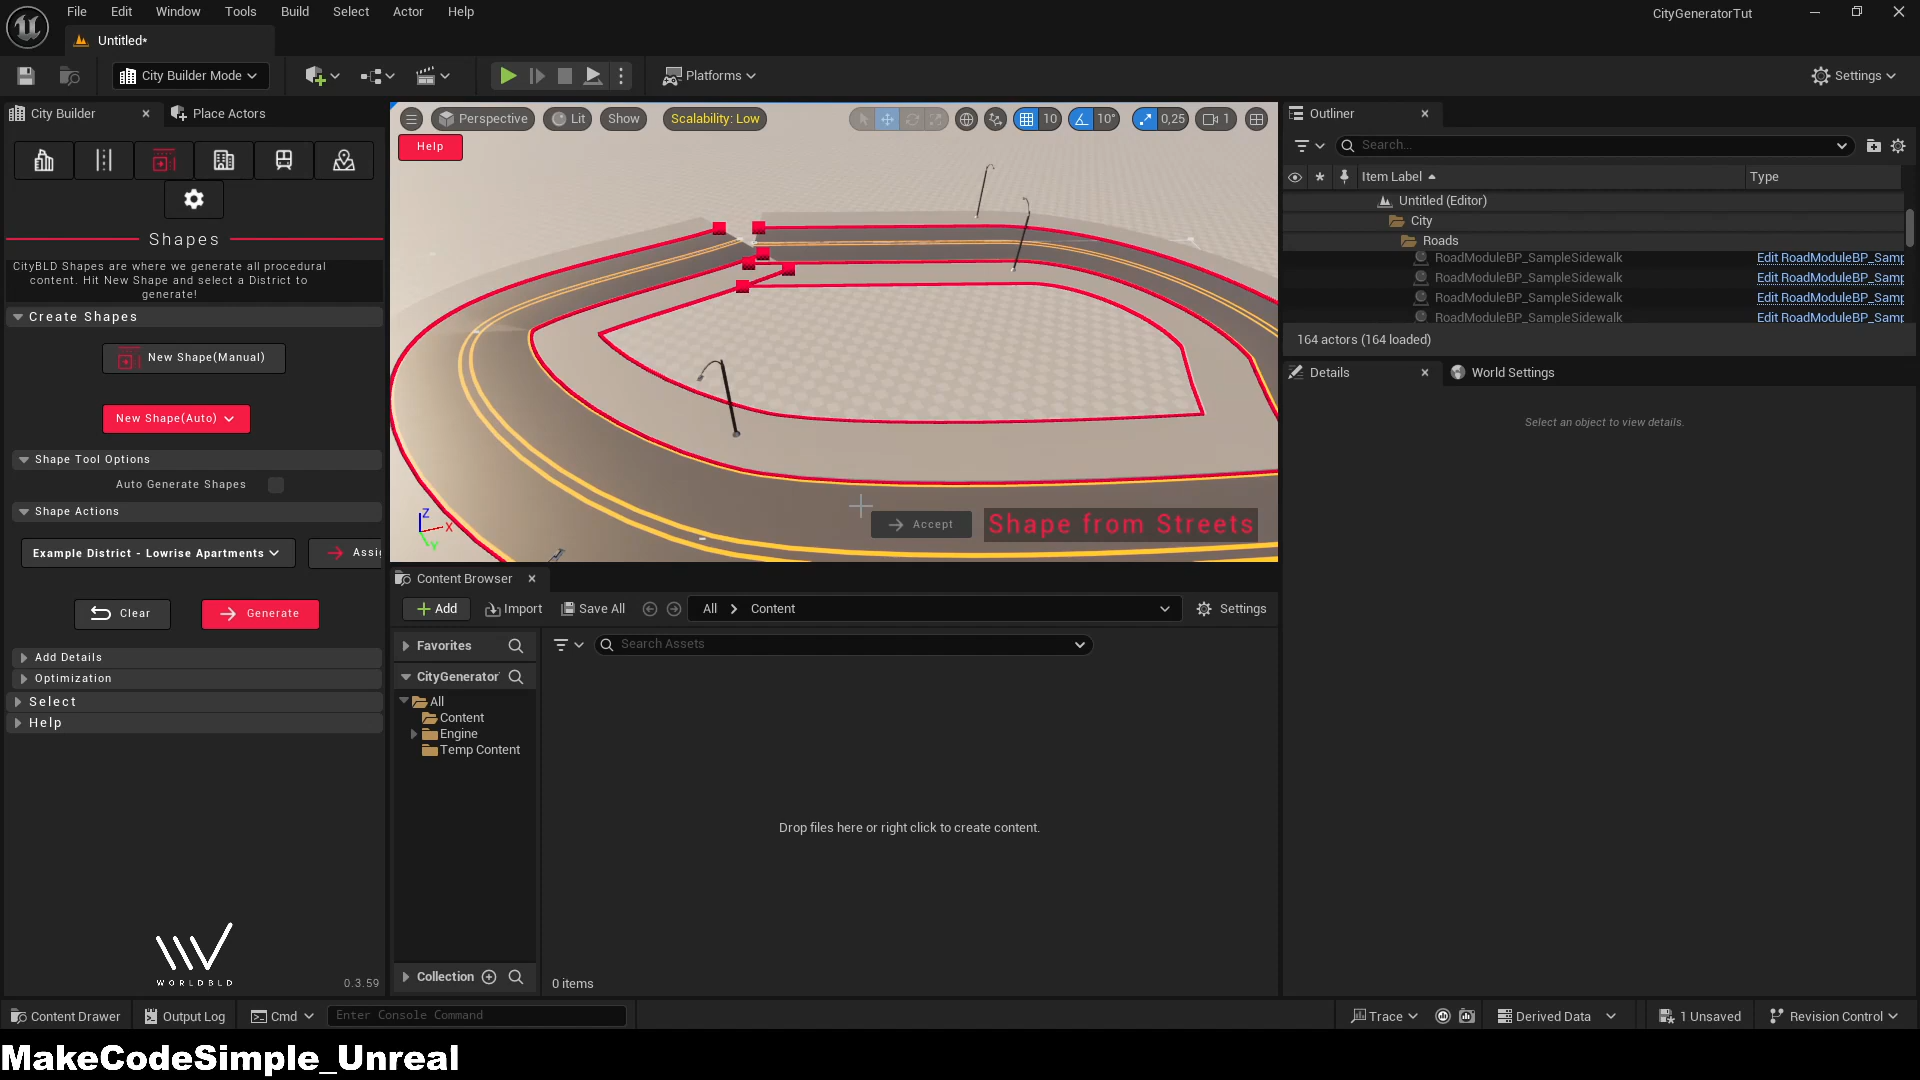 File Edit Window Tools Build Select Actor Help
CityGeneratorTut
Untitled*
City Builder Mode
Platforms
Settings
City Builder
Place Actors
Shapes
CityBLD Shapes are where we generate all procedural
content. Hit New Shape and select a District to
generate!
Create Shapes
New Shape(Manual)
New Shape(Auto)
Shape Tool Options
Auto Generate Shapes
Shape Actions
Example District - Lowrise Apartments
Assi
Clear
Generate
Add Details
Optimization
Select
Help
WORLDBLD
0.3.59
Perspective
Lit
Show
Scalability: Low
10
10°
0,25
1
Help
Z
X
Y
Accept
Shape from Streets
Content Browser
Add
Import
Save All
All
Content
Settings
Favorites
Search Assets
CityGenerator
All
Content
Engine
Temp Content
Drop files here or right click to create content.
Collection
0 items
Outliner
Search...
Item Label
Type
Untitled (Editor)
City
Roads
RoadModuleBP_SampleSidewalk Edit RoadModuleBP_Samp
RoadModuleBP_SampleSidewalk Edit RoadModuleBP_Samp
RoadModuleBP_SampleSidewalk Edit RoadModuleBP_Samp
RoadModuleBP_SampleSidewalk Edit RoadModuleBP_Samp
164 actors (164 loaded)
Details
World Settings
Select an object to view details.
Content Drawer
Output Log
Cmd
Enter Console Command
Trace
Derived Data
1 Unsaved
Revision Control
MakeCodeSimple_Unreal